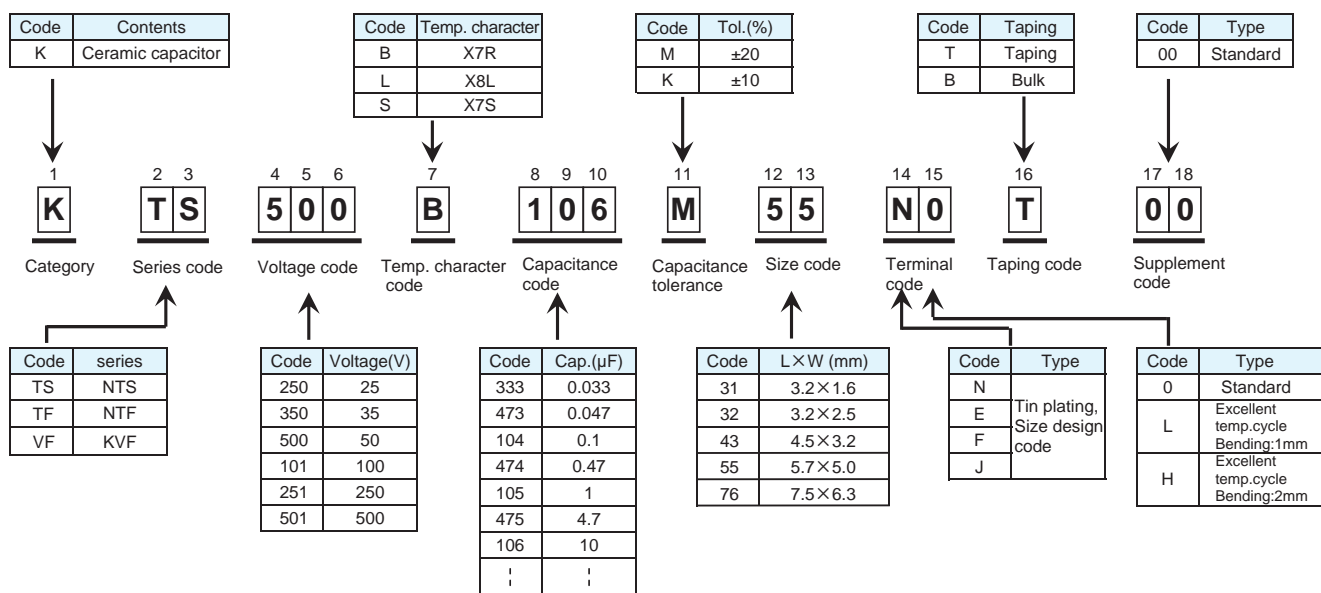 Code Contents
K Ceramic capacitor
Code Temp. character
B X7R
L X8L
S X7S
Code Tol.(%)
M ±20
K ±10
Code Taping
T Taping
B Bulk
Code Type
00 Standard
1 2 3 4 5 6 7 8 9 10 11 12 13 14 15 16 17 18
K T S 5 0 0 B 1 0 6 M 5 5 N 0 T 0 0
Category
Series code
Voltage code
Temp. character
code
Capacitance
code
Capacitance
tolerance
Size code
Terminal
code
Taping code
Supplement
code
Code series
TS NTS
TF NTF
VF KVF
Code Voltage(V)
250 25
350 35
500 50
101 100
251 250
501 500
Code Cap.(μF)
333 0.033
473 0.047
104 0.1
474 0.47
105 1
475 4.7
106 10
Code L×W (mm)
31 3.2×1.6
32 3.2×2.5
43 4.5×3.2
55 5.7×5.0
76 7.5×6.3
Code Type
N
E
F
J
Tin plating,
Size design
code
Code Type
0 Standard
L Excellent
temp.cycle
Bending:1mm
H Excellent
temp.cycle
Bending:2mm